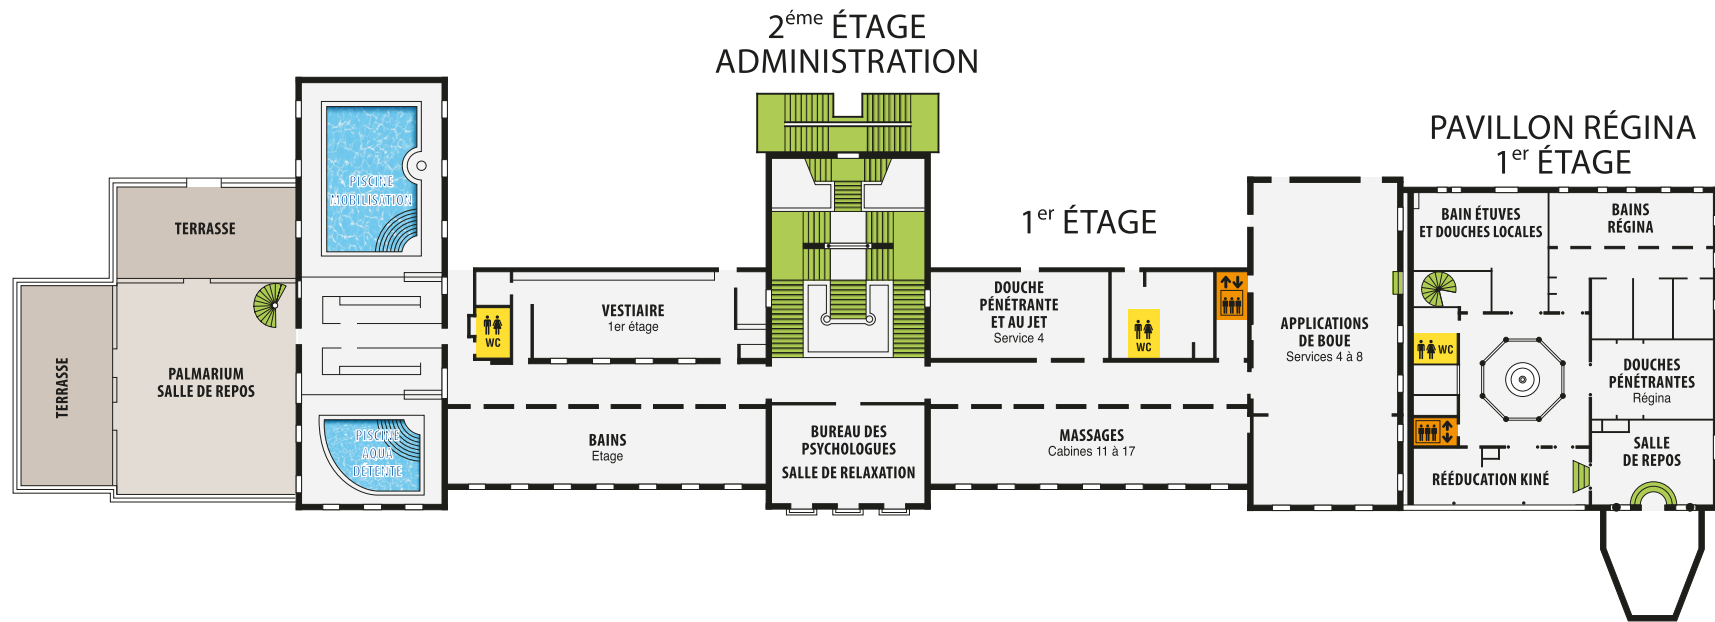 2éme ÉTAGE
ADMINISTRATION
PAVILLON RÉGINA
1er ÉTAGE
1er ÉTAGE
PISCINE
MOBILISATION
TERRASSE
TERRASSE
PALMARIUM
SALLE DE REPOS
PISCINE
AQUA
DÉTENTE
WC
VESTIAIRE
1er étage
BAINS
Etage
BUREAU DES
PSYCHOLOGUES
SALLE DE RELAXATION
DOUCHE
PÉNÉTRANTE
ET AU JET
Service 4
WC
MASSAGES
Cabines 11 à 17
APPLICATIONS
DE BOUE
Services 4 à 8
BAIN ÉTUVES
ET DOUCHES LOCALES
BAINS
RÉGINA
WC
DOUCHES
PÉNÉTRANTES
Régina
SALLE
DE REPOS
RÉÉDUCATION KINÉ